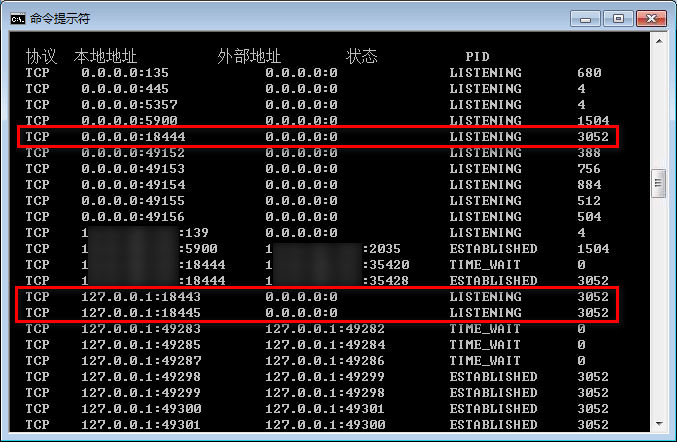 命令提示符
协议 本地地址 外部地址 状态 PID
TCP 0.0.0.0:135 0.0.0.0:0 LISTENING 680
TCP 0.0.0.0:445 0.0.0.0:0 LISTENING 4
TCP 0.0.0.0:5357 0.0.0.0:0 LISTENING 4
TCP 0.0.0.0:5900 0.0.0.0:0 LISTENING 1504
TCP 0.0.0.0:18444 0.0.0.0:0 LISTENING 3052
TCP 0.0.0.0:49152 0.0.0.0:0 LISTENING 388
TCP 0.0.0.0:49153 0.0.0.0:0 LISTENING 756
TCP 0.0.0.0:49154 0.0.0.0:0 LISTENING 884
TCP 0.0.0.0:49155 0.0.0.0:0 LISTENING 512
TCP 0.0.0.0:49156 0.0.0.0:0 LISTENING 504
TCP 1 :139 0.0.0.0:0 LISTENING 4
TCP 1 :5900 1 :2035 ESTABLISHED 1504
TCP 1 :18444 1 :35420 TIME_WAIT 0
TCP 1 :18444 1 :35428 ESTABLISHED 3052
TCP 127.0.0.1:18443 0.0.0.0:0 LISTENING 3052
TCP 127.0.0.1:18445 0.0.0.0:0 LISTENING 3052
TCP 127.0.0.1:49283 127.0.0.1:49282 TIME_WAIT 0
TCP 127.0.0.1:49285 127.0.0.1:49284 TIME_WAIT 0
TCP 127.0.0.1:49287 127.0.0.1:49286 TIME_WAIT 0
TCP 127.0.0.1:49298 127.0.0.1:49299 ESTABLISHED 3052
TCP 127.0.0.1:49299 127.0.0.1:49298 ESTABLISHED 3052
TCP 127.0.0.1:49300 127.0.0.1:49301 ESTABLISHED 3052
TCP 127.0.0.1:49301 127.0.0.1:49300 ESTABLISHED 3052